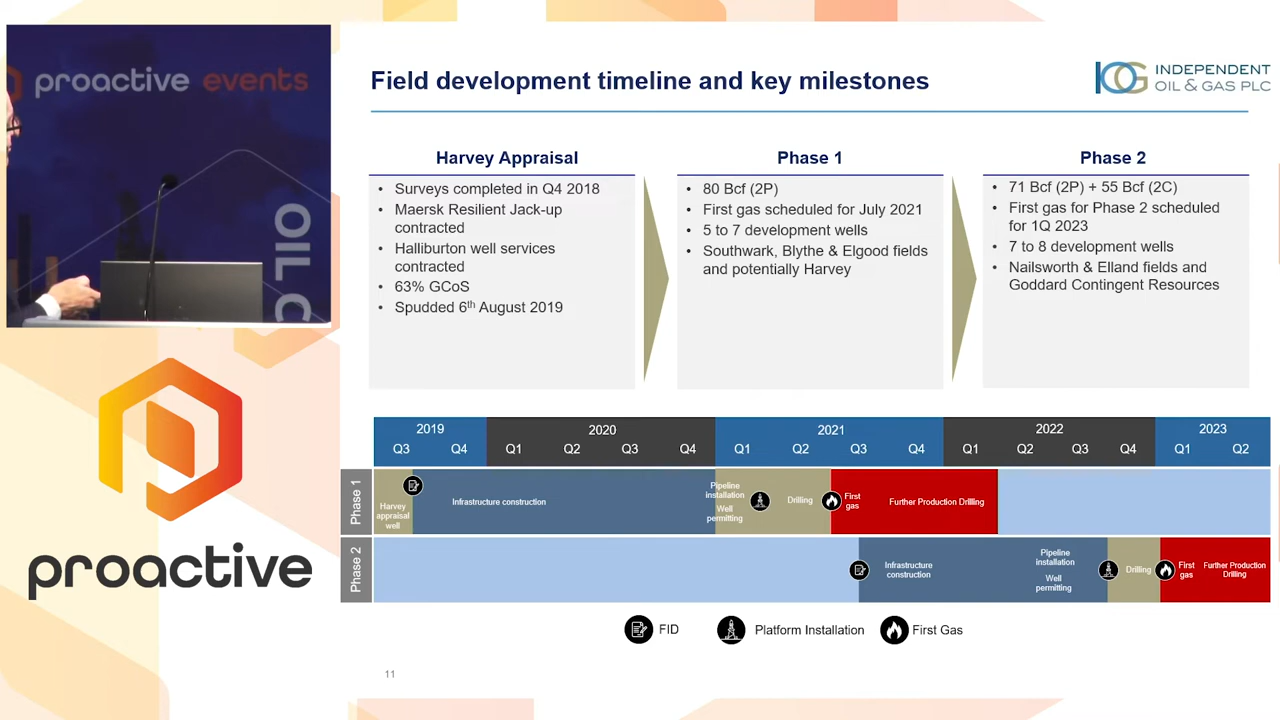 proactive events
OIL
Field development timeline and key milestones
IOG INDEPENDENT
OIL & GAS PLC
Harvey Appraisal
• Surveys completed in Q4 2018
• Maersk Resilient Jack-up
contracted
• Halliburton well services
contracted
• 63% GCoS
• Spudded 6th August 2019
Phase 1
• 80 Bcf (2P)
• First gas scheduled for July 2021
• 5 to 7 development wells
• Southwark, Blythe & Elgood fields
and potentially Harvey
Phase 2
• 71 Bcf (2P) + 55 Bcf (2C)
• First gas for Phase 2 scheduled
for 1Q 2023
• 7 to 8 development wells
• Nailsworth & Elland fields and
Goddard Contingent Resources
proactive
2019 2020 2021 2022 2023
Q3 Q4 Q1 Q2 Q3 Q4 Q1 Q2 Q3 Q4 Q1 Q2 Q3 Q4 Q1 Q2
Phase 1
Harvey
appraisal
well
Infrastructure construction
Pipeline
installation
Well
permitting
Drilling
First
gas
Further Production Drilling
Phase 2
Infrastructure
construction
Pipeline
installation
Well
permitting
Drilling
First
gas
Further Production
Drilling
FID Platform Installation First Gas
11